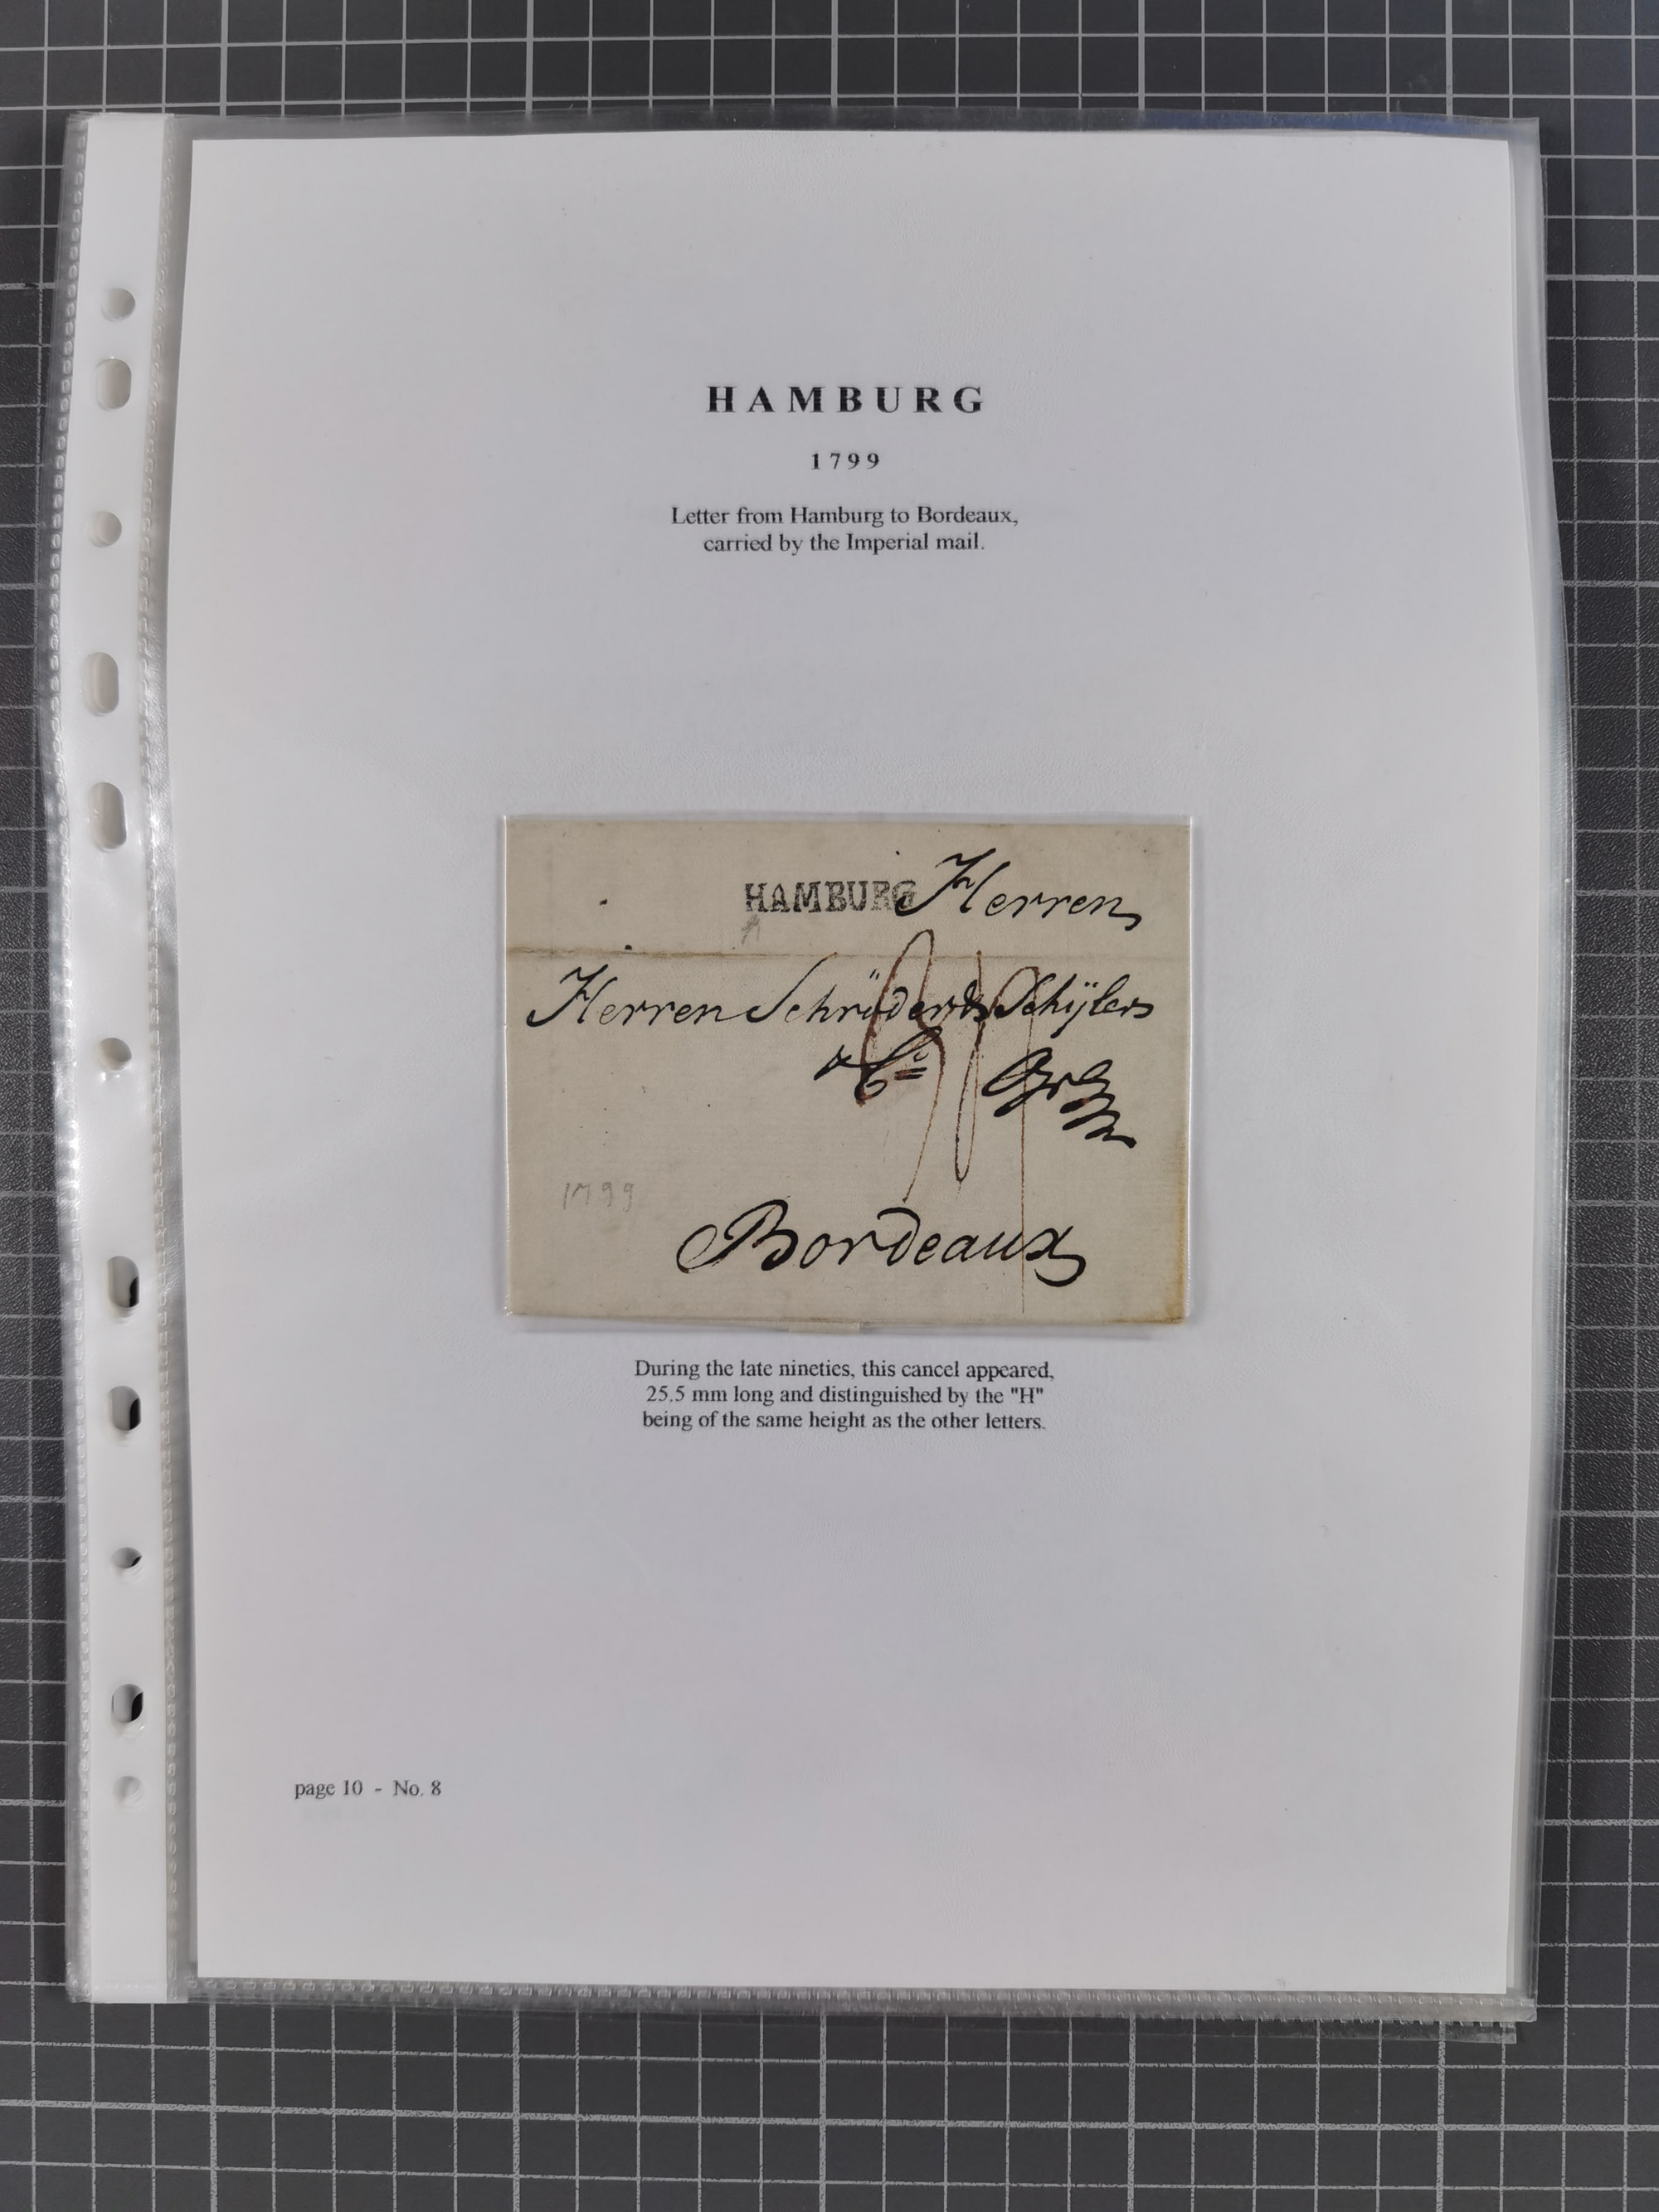 HAMBURG
1799
Letter from Hamburg to Bordeaux,
carried by the Imperial mail.
HAMBURG Herren
Herren Schröder & Schÿlers
& Co
1799
Bordeaux
During the late nineties, this cancel appeared,
25.5 mm long and distinguished by the "H"
being of the same height as the other letters.
page 10 - No. 8